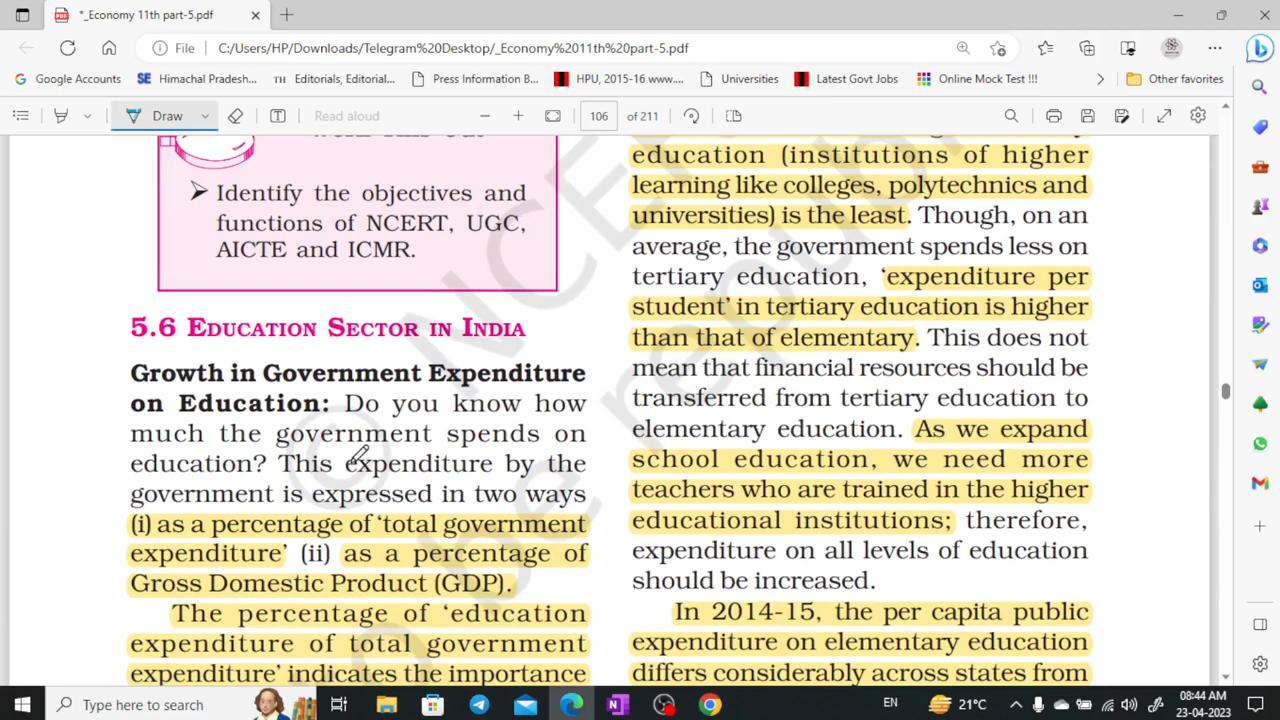 *_Economy 11th part-5.pdf
File C:/Users/HP/Downloads/Telegram%20Desktop/_Economy%2011th%20part-5.pdf
Google Accounts SE Himachal Pradesh... TH Editorials, Editorial... Press Information B... HPU, 2015-16 www.... Universities Latest Govt Jobs Online Mock Test !!! Other favorites
Draw Read aloud 106 of 211
Identify the objectives and
functions of NCERT, UGC,
AICTE and ICMR.
5.6 EDUCATION SECTOR IN INDIA
Growth in Government Expenditure
on Education: Do you know how
much the government spends on
education? This expenditure by the
government is expressed in two ways
(i) as a percentage of ‘total government
expenditure’ (ii) as a percentage of
Gross Domestic Product (GDP).
The percentage of ‘education
expenditure of total government
expenditure’ indicates the importance
education (institutions of higher
learning like colleges, polytechnics and
universities) is the least. Though, on an
average, the government spends less on
tertiary education, ‘expenditure per
student’ in tertiary education is higher
than that of elementary. This does not
mean that financial resources should be
transferred from tertiary education to
elementary education. As we expand
school education, we need more
teachers who are trained in the higher
educational institutions; therefore,
expenditure on all levels of education
should be increased.
In 2014-15, the per capita public
expenditure on elementary education
differs considerably across states from
© NCERT
be republ
Type here to search EN 21°C 08:44 AM
23-04-2023